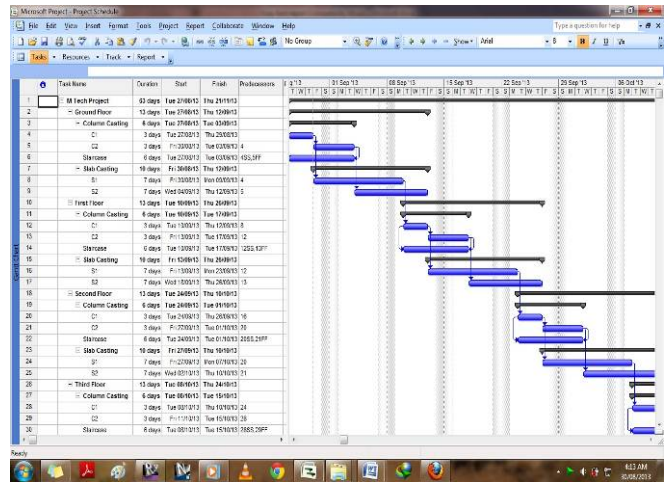 Microsoft Project - Project Schedule
File Edit View Insert Format Tools Project Report Collaborate Window Help Type a question for help
No Group Show Arial 8 B I U
Tasks Resources Track Report
Task Name Duration Start Finish Predecessors 01 Sep '13 08 Sep '13 15 Sep '13 22 Sep '13 29 Sep '13 06 Oct '13
1 M Tech Project 63 days Tue 27/08/13 Thu 21/11/13
2 Ground Floor 13 days Tue 27/08/13 Thu 12/09/13
3 Column Casting 6 days Tue 27/08/13 Tue 03/09/13
4 C1 3 days Tue 27/08/13 Thu 29/08/13
5 C2 3 days Fri 30/08/13 Tue 03/09/13 4
6 Staircase 6 days Tue 27/08/13 Tue 03/09/13 4SS,5FF
7 Slab Casting 10 days Fri 30/08/13 Thu 12/09/13
8 S1 7 days Fri 30/08/13 Mon 09/09/13 4
9 S2 7 days Wed 04/09/13 Thu 12/09/13 5
10 First Floor 13 days Tue 10/09/13 Thu 26/09/13
11 Column Casting 6 days Tue 10/09/13 Tue 17/09/13
12 C1 3 days Tue 10/09/13 Thu 12/09/13 8
13 C2 3 days Fri 13/09/13 Tue 17/09/13 12
14 Staircase 6 days Tue 10/09/13 Tue 17/09/13 12SS,13FF
15 Slab Casting 10 days Fri 13/09/13 Thu 26/09/13
16 S1 7 days Fri 13/09/13 Mon 23/09/13 12
17 S2 7 days Wed 18/09/13 Thu 26/09/13 13
18 Second Floor 13 days Tue 24/09/13 Thu 10/10/13
19 Column Casting 6 days Tue 24/09/13 Tue 01/10/13
20 C1 3 days Tue 24/09/13 Thu 26/09/13 16
21 C2 3 days Fri 27/09/13 Tue 01/10/13 20
22 Staircase 6 days Tue 24/09/13 Tue 01/10/13 20SS,21FF
23 Slab Casting 10 days Fri 27/09/13 Thu 10/10/13
24 S1 7 days Fri 27/09/13 Mon 07/10/13 20
25 S2 7 days Wed 02/10/13 Thu 10/10/13 21
26 Third Floor 13 days Tue 08/10/13 Thu 24/10/13
27 Column Casting 6 days Tue 08/10/13 Tue 15/10/13
28 C1 3 days Tue 08/10/13 Thu 10/10/13 24
29 C2 3 days Fri 11/10/13 Tue 15/10/13 28
30 Staircase 6 days Tue 08/10/13 Tue 15/10/13 28SS,29FF
Gantt Chart
Ready
6:13 AM
30/08/2013